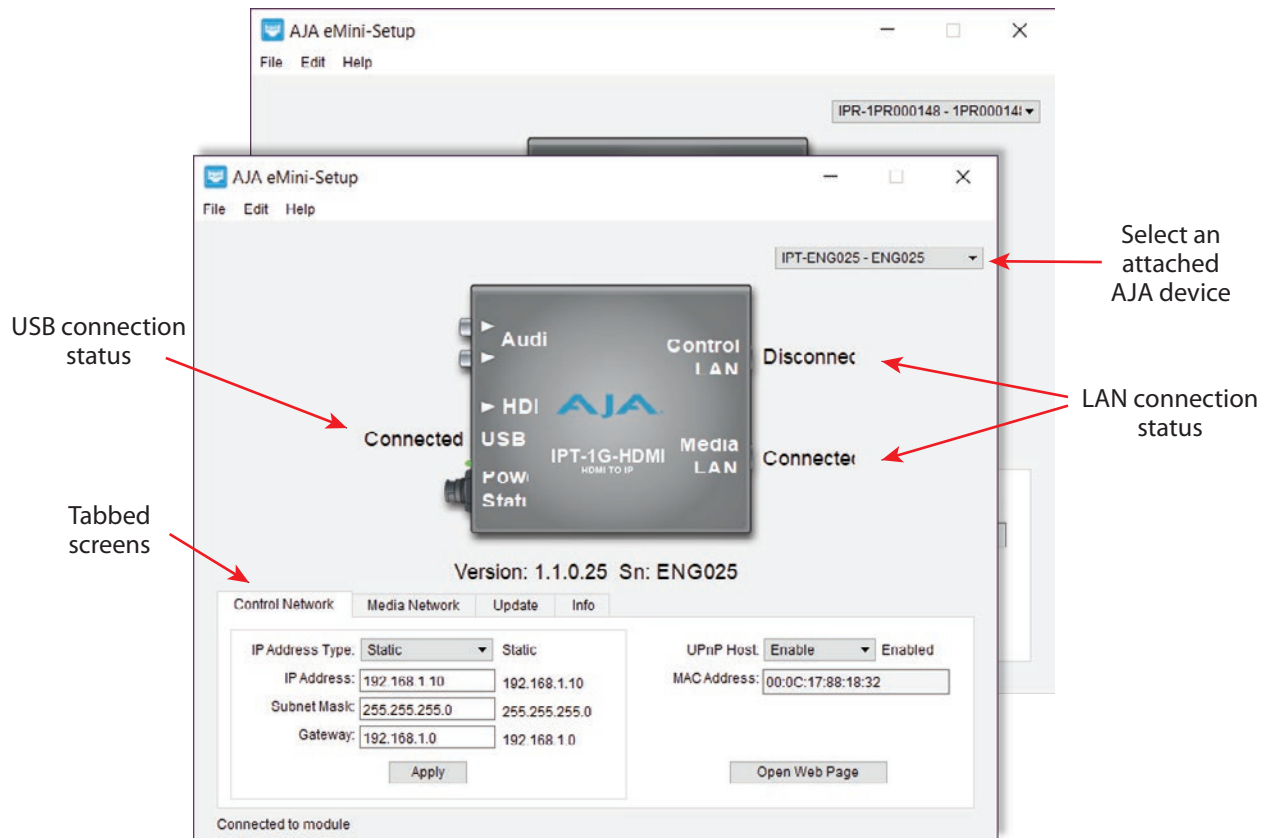 AJA eMini-Setup
File Edit Help
IPR-1PR000148 - 1PR00014
AJA eMini-Setup
File Edit Help
IPT-ENG025 - ENG025
Select an
attached
AJA device
USB connection
status
Audi
Control
LAN
Disconnec
HDI
AJA
LAN connection
status
Connected
USB
IPT-1G-HDMI
HDMI TO IP
Media
LAN
Connecte
Pow
Stat
Tabbed
screens
Version: 1.1.0.25 Sn: ENG025
Control Network Media Network Update Info
IP Address Type: Static Static
UPnP Host: Enable Enabled
IP Address: 192.168.1.10 192.168.1.10
MAC Address: 00:0C:17:88:18:32
Subnet Mask: 255.255.255.0 255.255.255.0
Gateway: 192.168.1.0 192.168.1.0
Apply
Open Web Page
Connected to module